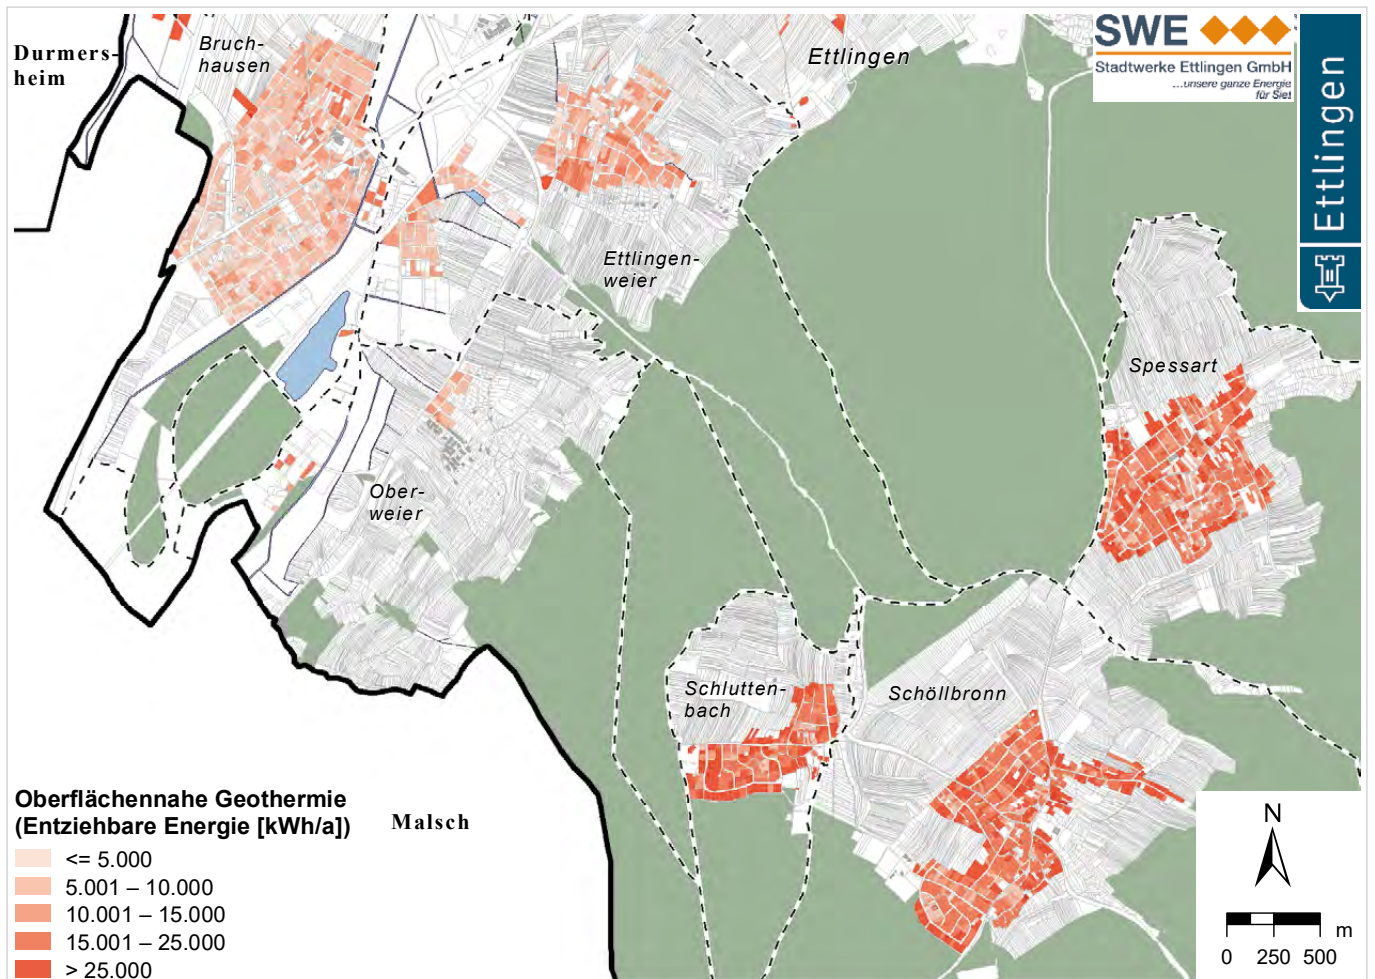 Durmers-
heim
Bruch-
hausen
Ettlingen
SWE
Stadtwerke Ettlingen GmbH
...unsere ganze Energie
für Sie!
Ettlingen
Ettlingen-
weier
Spessart
Ober-
weier
Schlutten-
bach
Schöllbronn
Malsch
Oberflächennahe Geothermie
(Entziehbare Energie [kWh/a])
<= 5.000
5.001 – 10.000
10.001 – 15.000
15.001 – 25.000
> 25.000
N
m
0 250 500